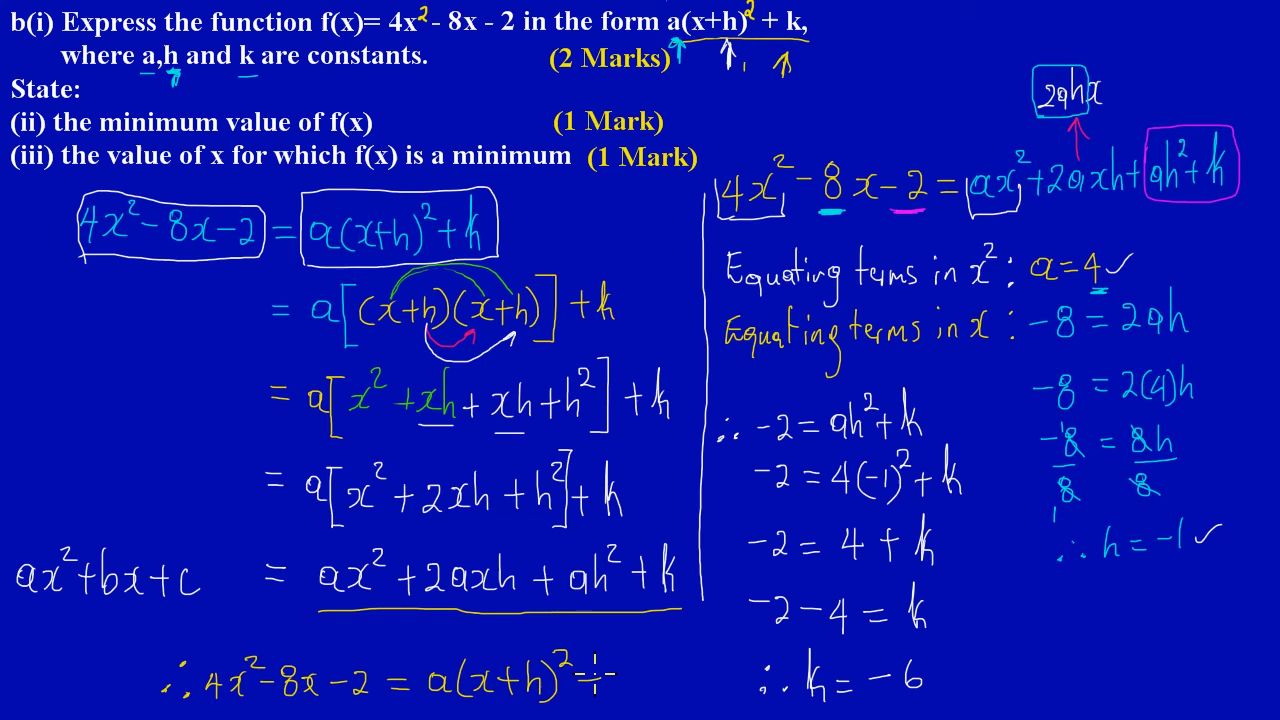 b(i) Express the function f(x)= 4x² - 8x - 2 in the form a(x+h)² + k,
where a,h and k are constants. (2 Marks)
State:
(ii) the minimum value of f(x) (1 Mark)
(iii) the value of x for which f(x) is a minimum (1 Mark)
4x² - 8x - 2 = a(x+h)² + k
= a[(x+h)(x+h)] + k
= a[x² + xh + xh + h²] + k
= a[x² + 2xh + h²] + k
ax² + bx + c = ax² + 2axh + ah² + k
∴ 4x² - 8x - 2 = a(x+h)²
2ahx
4x² - 8x - 2 = ax² + 2axh + ah² + k
Equating terms in x²: a = 4 ✓
Equating terms in x: -8 = 2ah
-8 = 2(4)h
-8/8 = 8h/8
1
1
∴ h = -1 ✓
∴ -2 = ah² + k
-2 = 4(-1)² + k
-2 = 4 + k
-2 - 4 = k
∴ k = -6